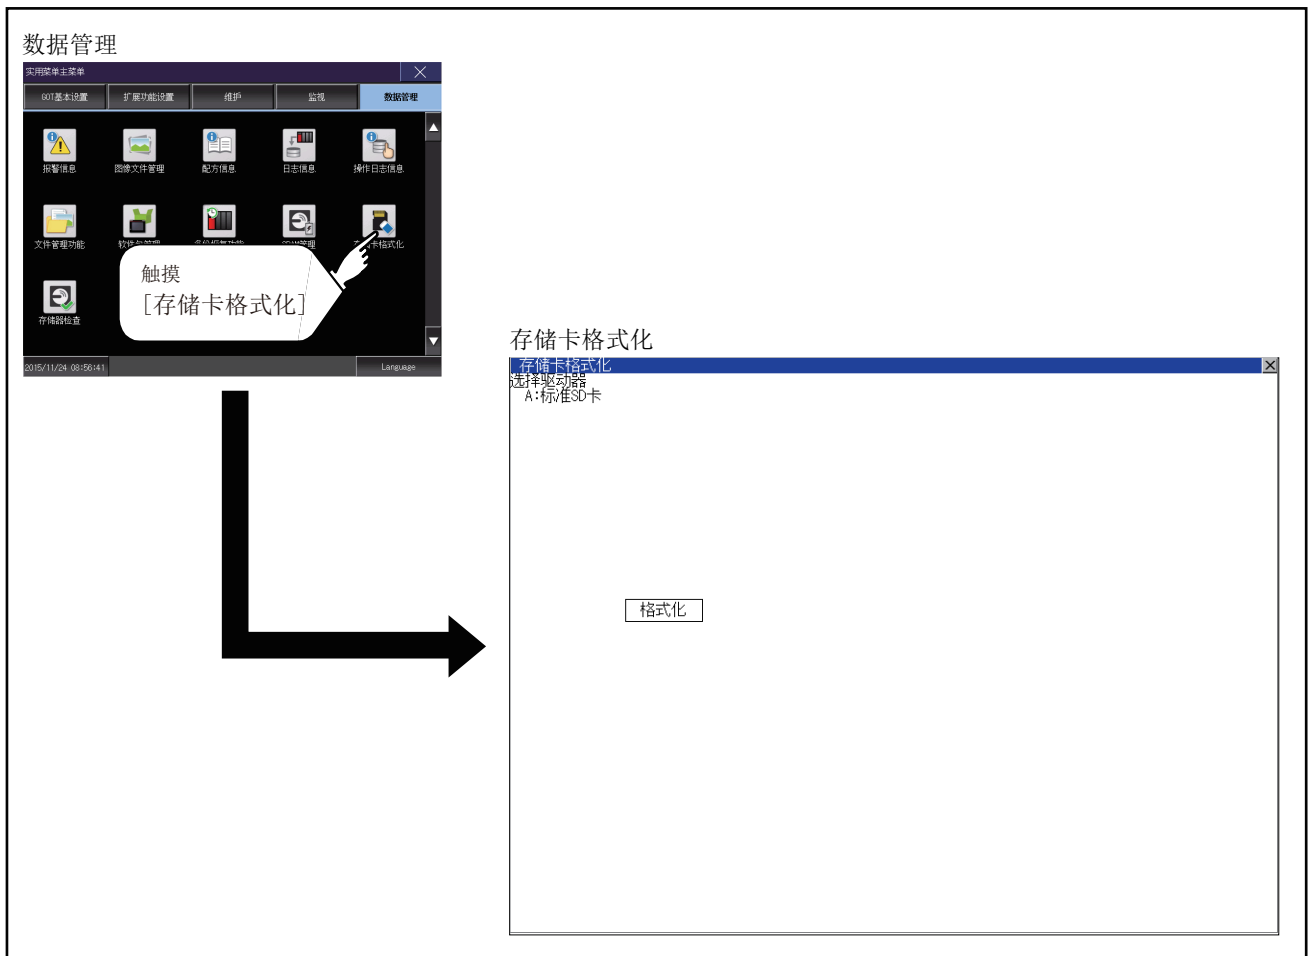 数据管理
实用菜单主菜单
GOT基本设置 扩展功能设置 维护 监视 数据管理
报警信息 图像文件管理 配方信息 日志信息 操作日志信息
文件管理功能
触摸
[存储卡格式化]
存储器检查
2015/11/24 08:56:41 Language
存储卡格式化
存储卡格式化
选择驱动器
A:标准SD卡
格式化